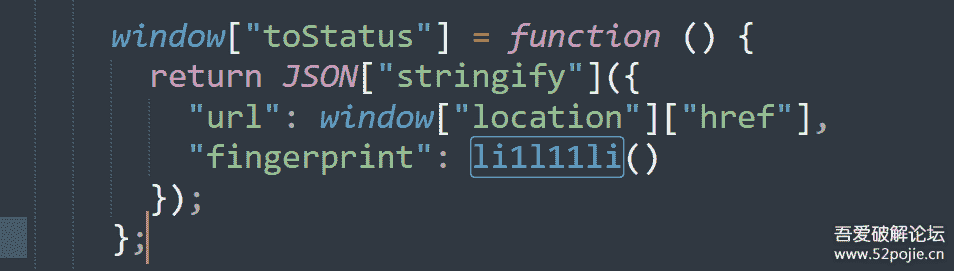 window["toStatus"] = function () {
return JSON["stringify"]({
"url": window["location"]["href"],
"fingerprint": li1l11li()
});
};
吾爱破解论坛
www.52pojie.cn